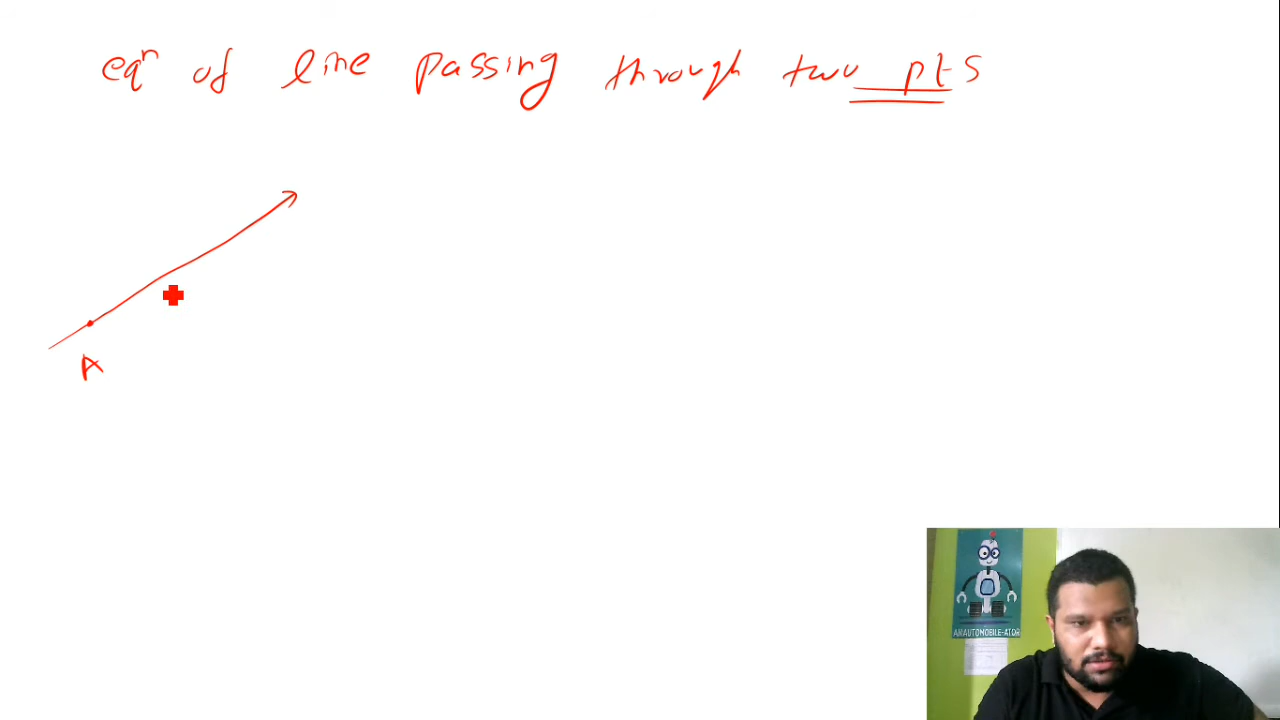 eqⁿ of line passing through two pts
A